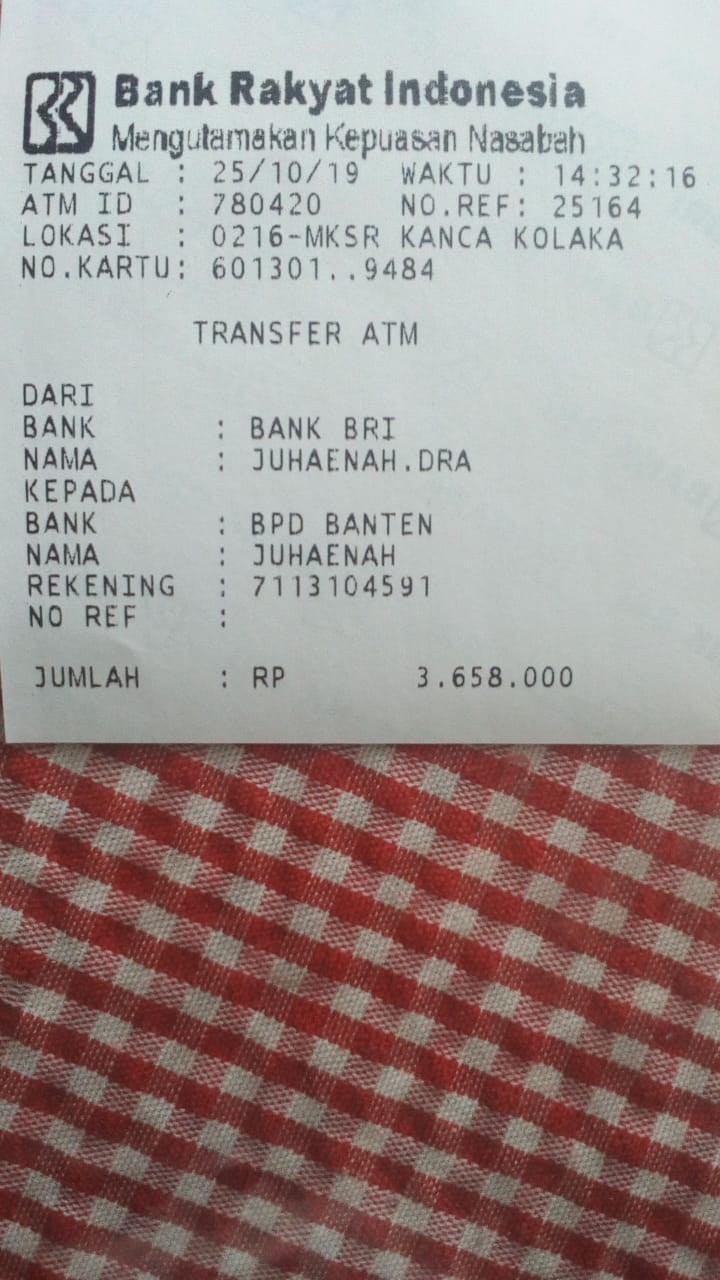 Bank Rakyat Indonesia
Mengutamakan Kepuasan Nasabah
TANGGAL : 25/10/19 WAKTU : 14:32:16
ATM ID : 780420 NO.REF: 25164
LOKASI : 0216-MKSR KANCA KOLAKA
NO.KARTU: 601301..9484
TRANSFER ATM
DARI
BANK : BANK BRI
NAMA : JUHAENAH.DRA
KEPADA
BANK : BPD BANTEN
NAMA : JUHAENAH
REKENING : 7113104591
NO REF :
JUMLAH : RP 3.658.000